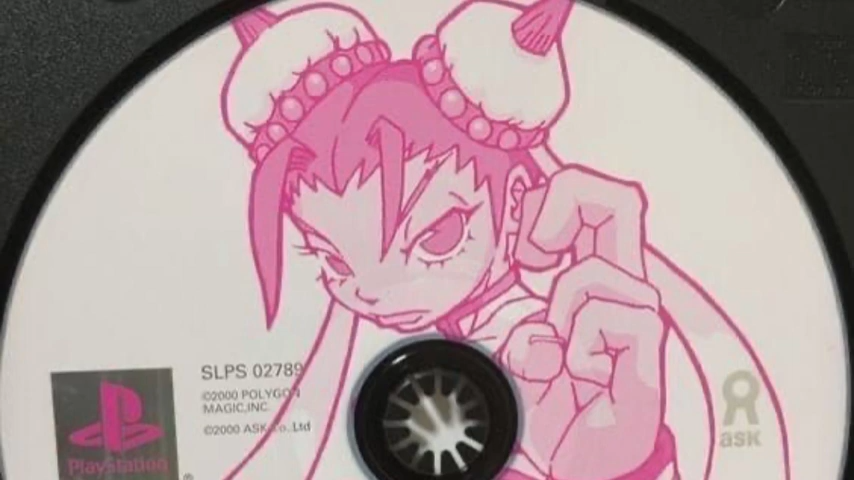 SLPS 02789
©2000 POLYGON
MAGIC,INC.
©2000 ASK Co.,Ltd
PlayStation
®
ask